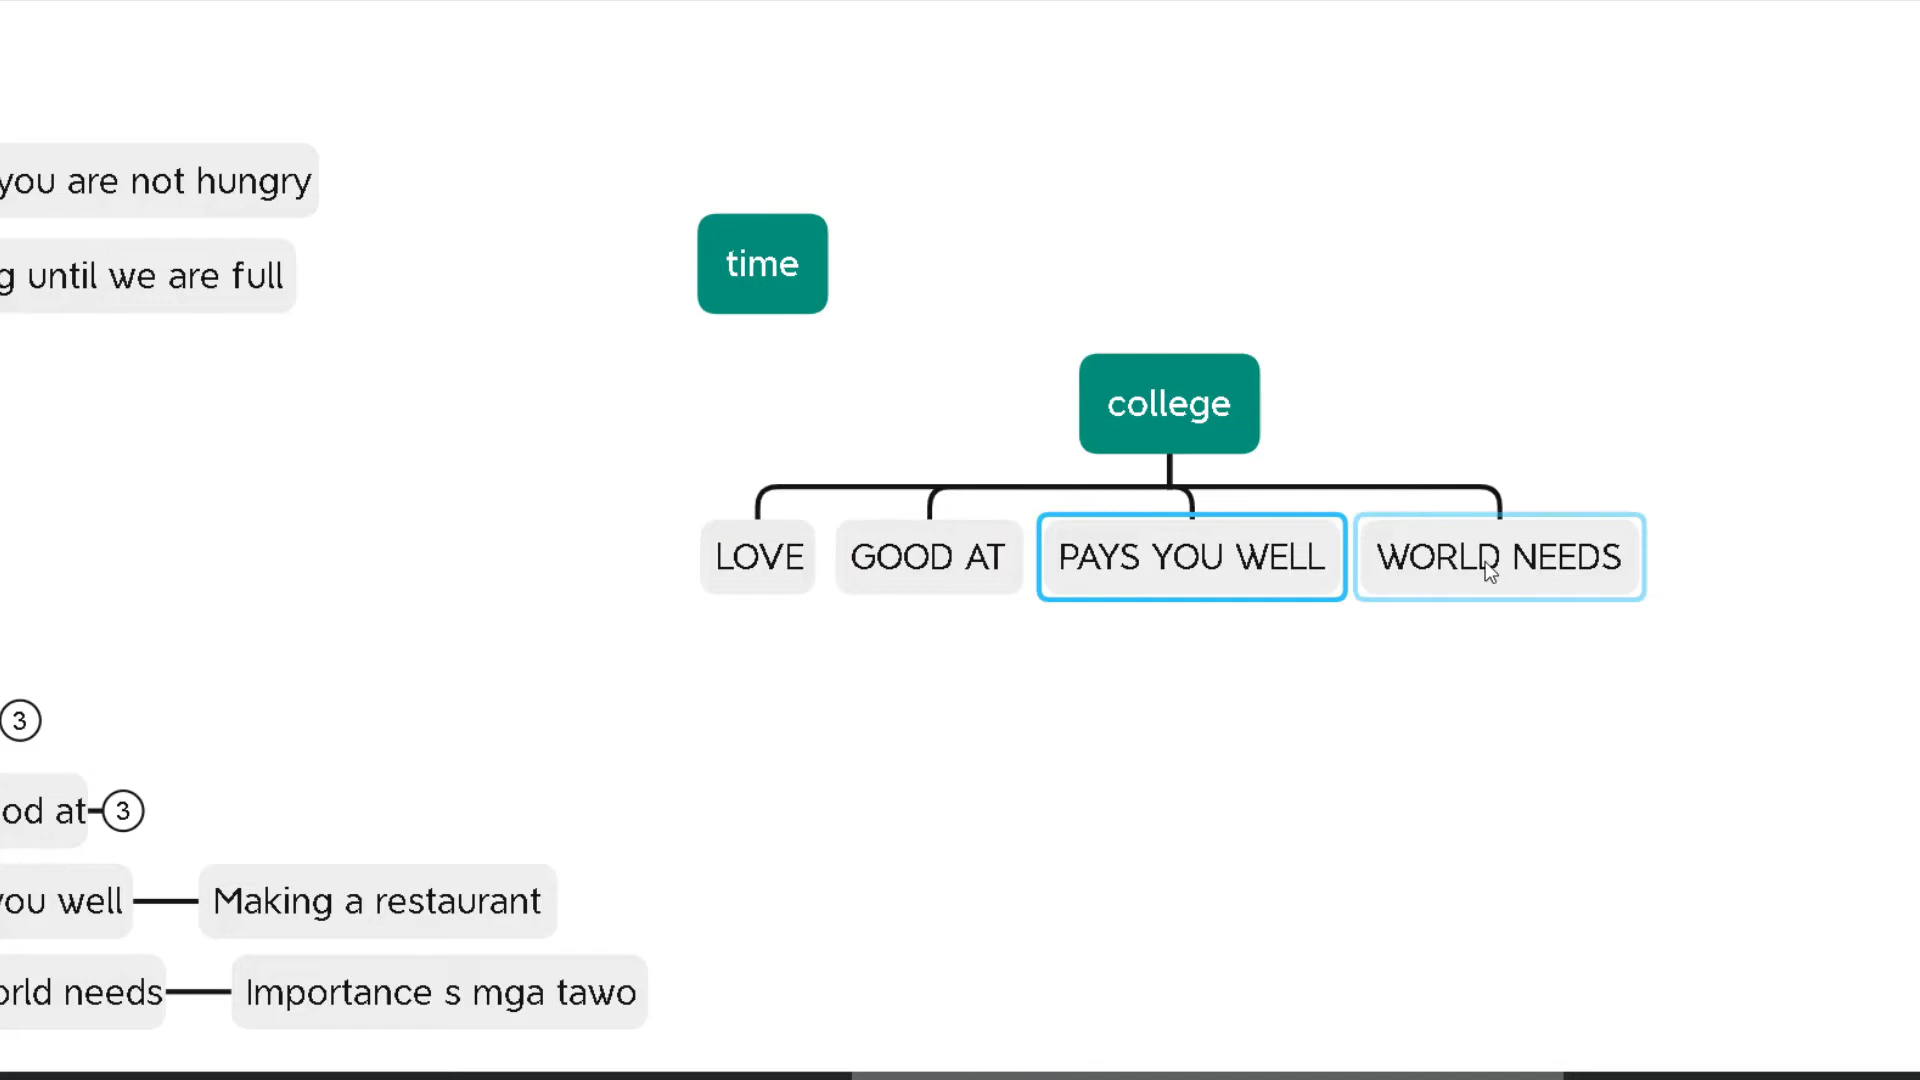 you are not hungry
g until we are full
time
college
LOVE
GOOD AT
PAYS YOU WELL
WORLD NEEDS
3
od at
3
you well
Making a restaurant
orld needs
Importance s mga tawo